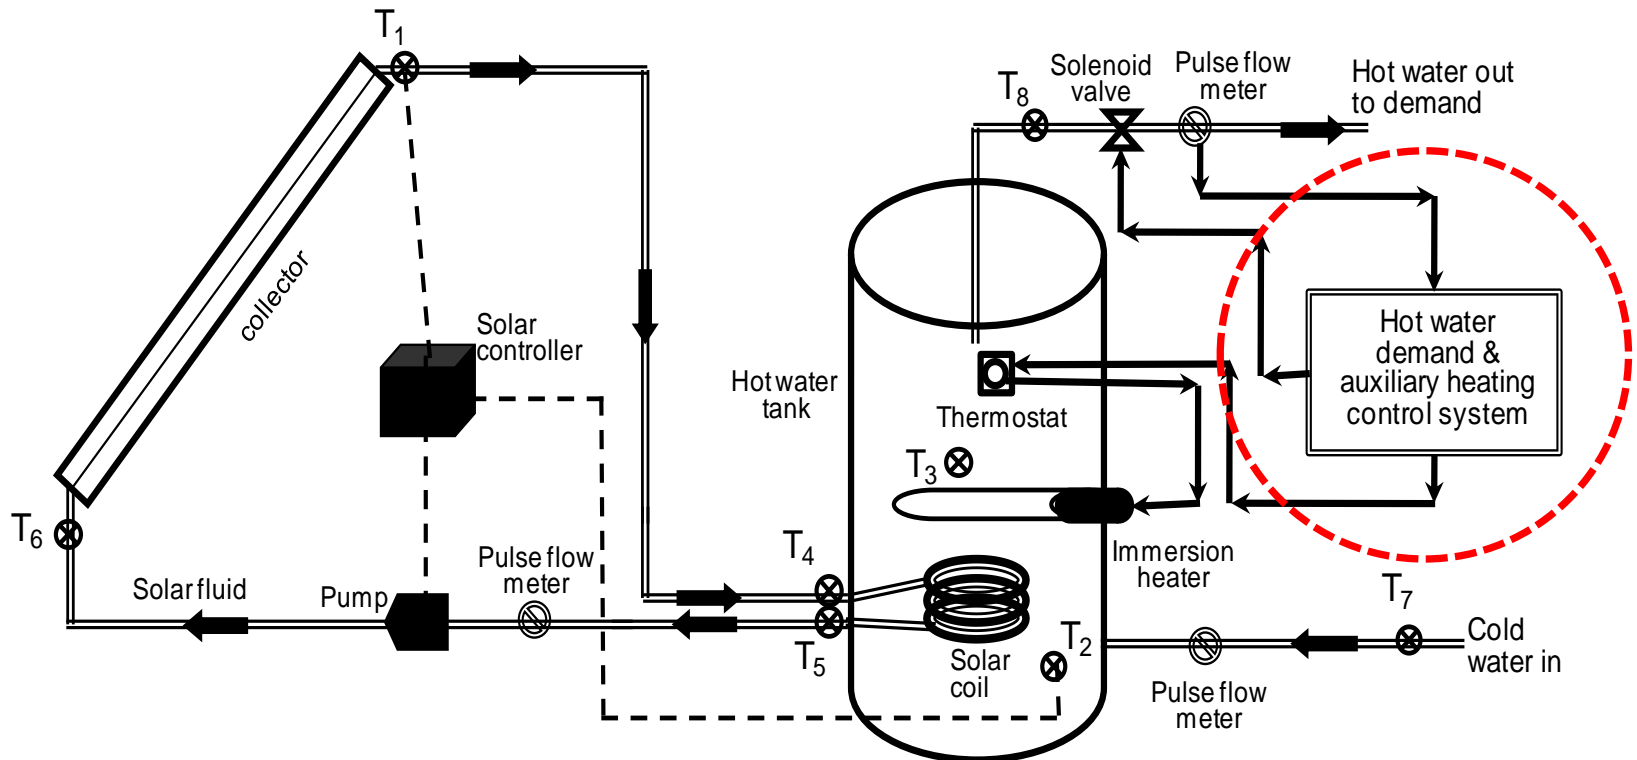 T1
collector
Solar
controller
T6
Solar fluid
Pump
Pulse flow
meter
T4
T5
Hot water
tank
T8
Solenoid
valve
Pulse flow
meter
Hot water out
to demand
Thermostat
T3
Immersion
heater
Solar
coil
T2
Hot water
demand &
auxiliary heating
control system
T7
Cold
water in
Pulse flow
meter